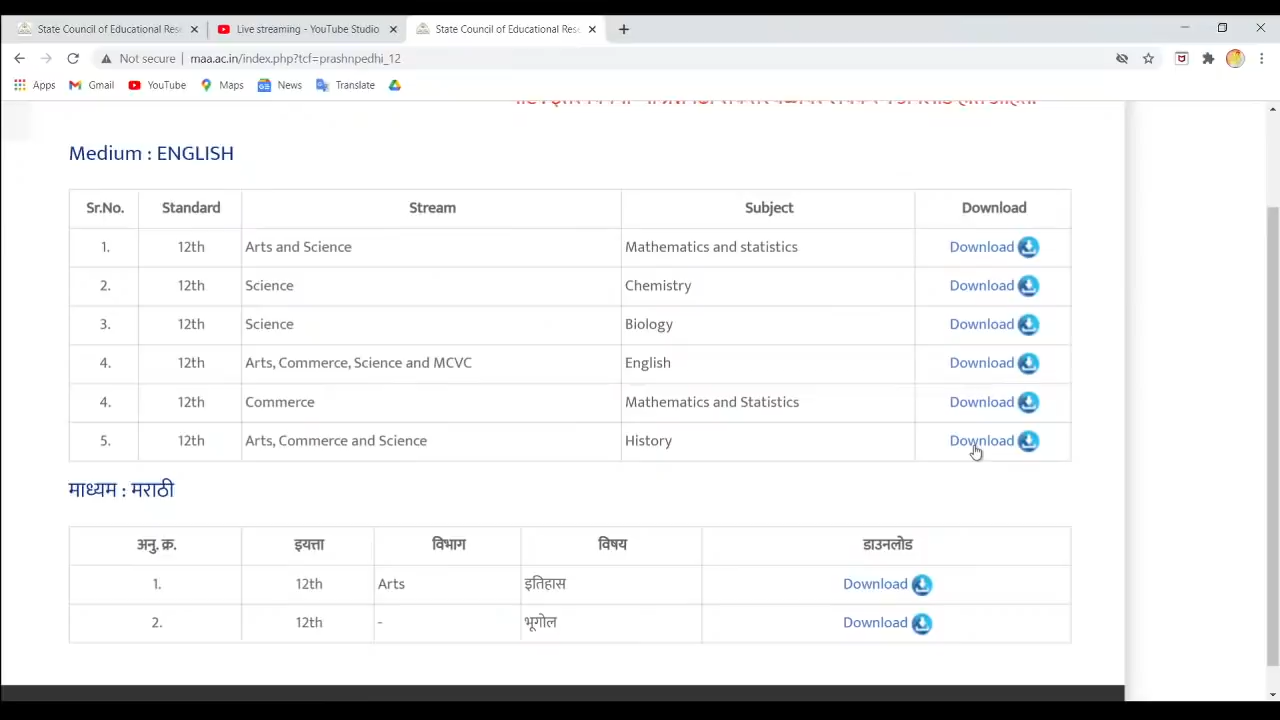 State Council of Educational Res
Live streaming - YouTube Studio
State Council of Educational Res
Not secure
maa.ac.in/index.php?tcf=prashnpedhi_12
Apps
Gmail
YouTube
Maps
News
Translate
Medium : ENGLISH
Sr.No. Standard Stream Subject Download
1. 12th Arts and Science Mathematics and statistics Download
2. 12th Science Chemistry Download
3. 12th Science Biology Download
4. 12th Arts, Commerce, Science and MCVC English Download
4. 12th Commerce Mathematics and Statistics Download
5. 12th Arts, Commerce and Science History Download
माध्यम : मराठी
अनु. क्र. इयत्ता विभाग विषय डाउनलोड
1. 12th Arts इतिहास Download
2. 12th - भूगोल Download